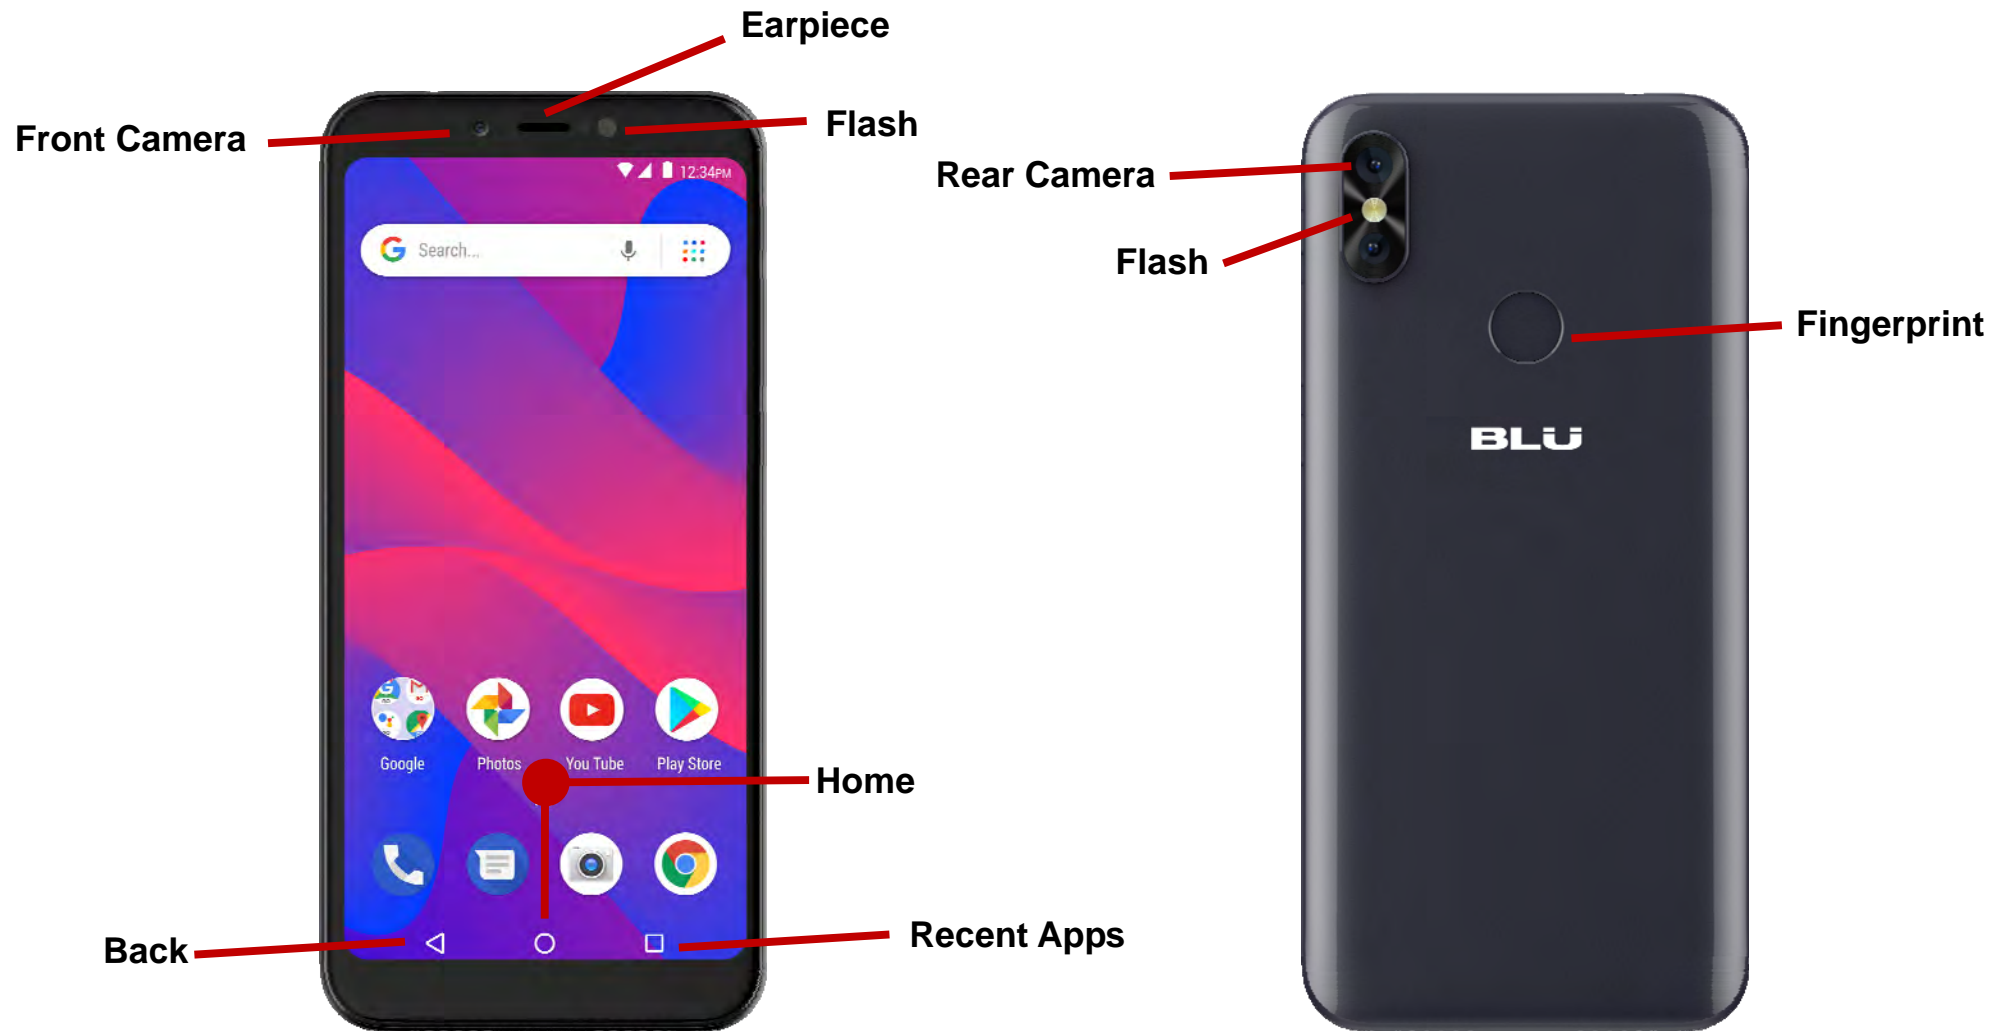 Earpiece
Front Camera
Flash
12:34PM
Search...
Google
Photos
You Tube
Play Store
Home
Back
Recent Apps
Rear Camera
Flash
Fingerprint
BLU